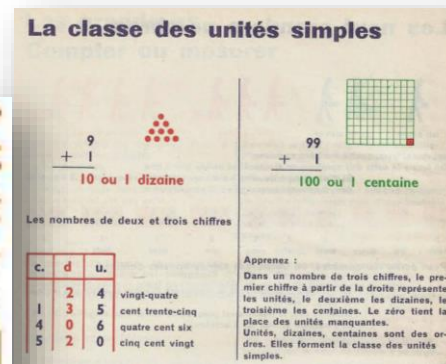 La classe des unités simples
9
+ 1
10 ou 1 dizaine
99
+ 1
100 ou 1 centaine
Les nombres de deux et trois chiffres
c. d u.
2 4 vingt-quatre
1 3 5 cent trente-cinq
4 0 6 quatre cent six
5 2 0 cinq cent vingt
Apprenez :
Dans un nombre de trois chiffres, le pre-
mier chiffre à partir de la droite représente
les unités, le deuxième les dizaines, le
troisième les centaines. Le zéro tient la
place des unités manquantes.
Unités, dizaines, centaines sont des or-
dres. Elles forment la classe des unités
simples.